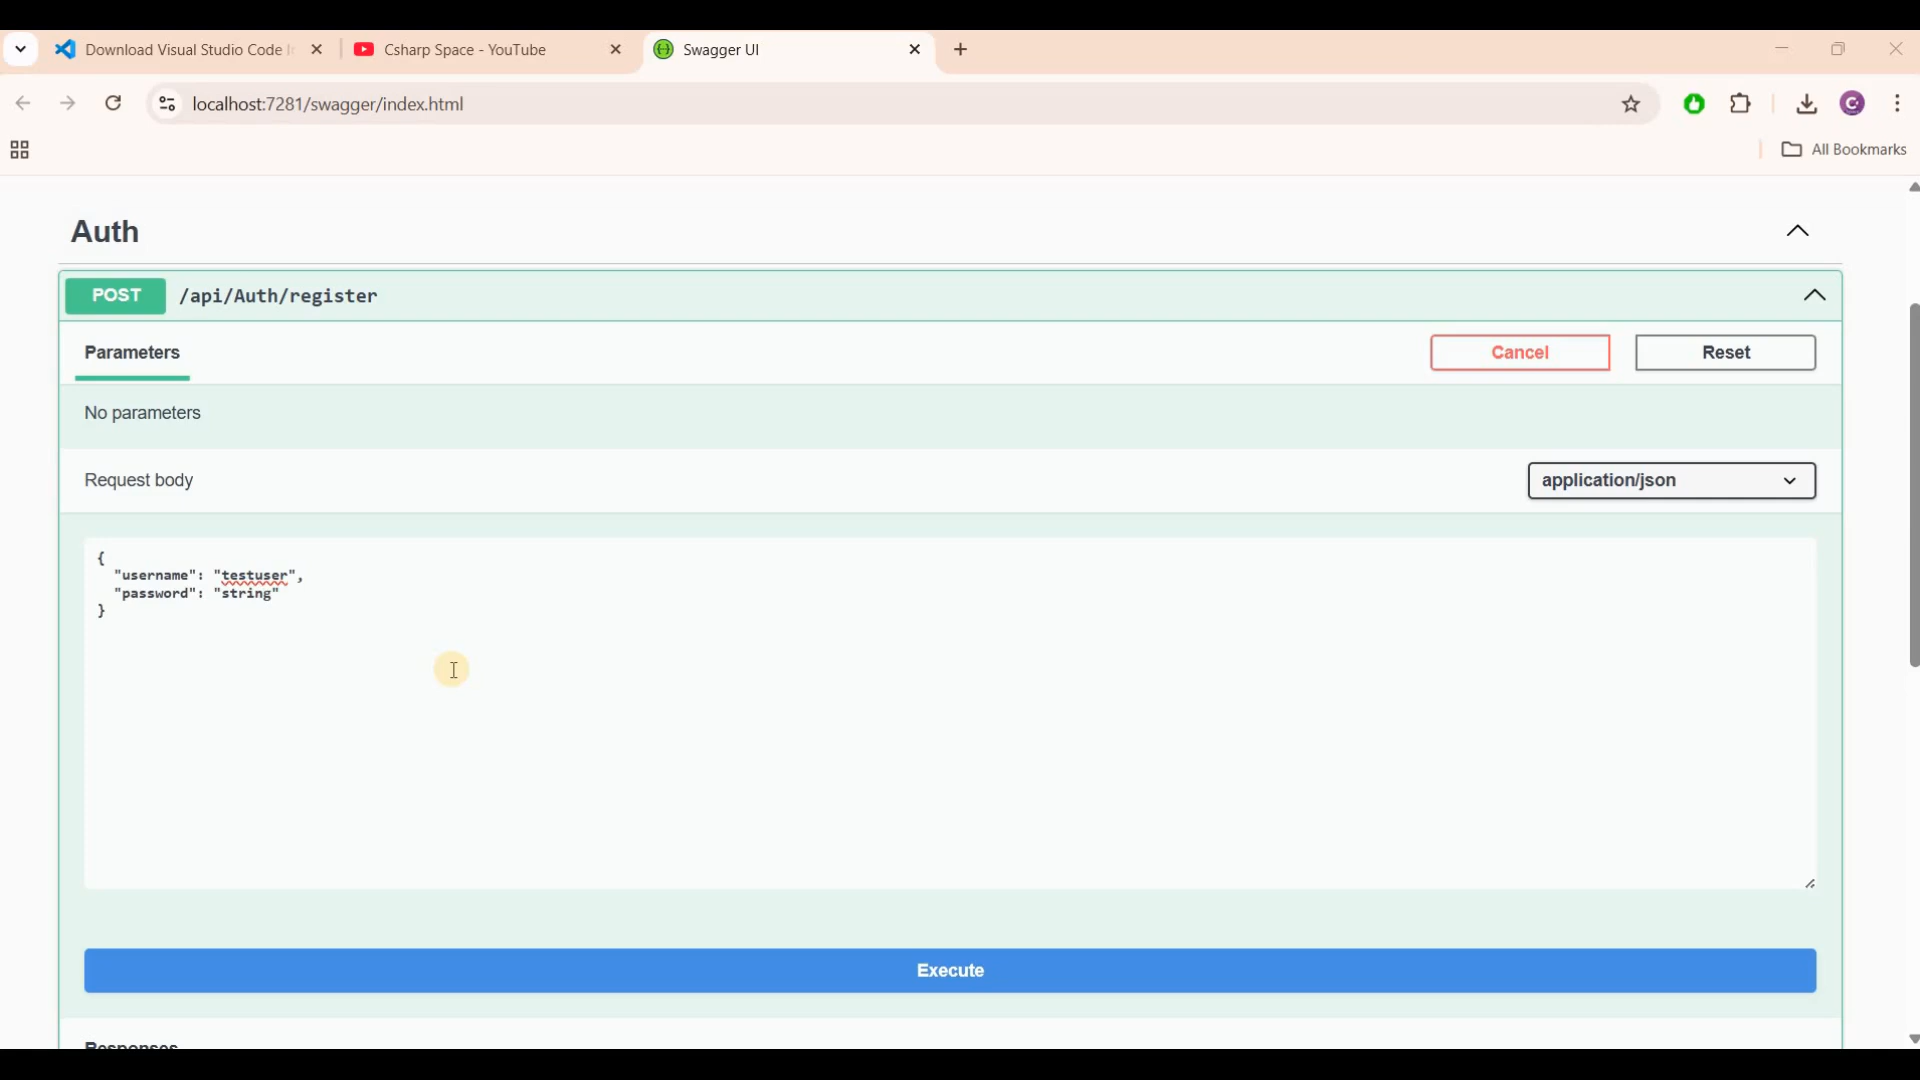 Download Visual Studio Code
Csharp Space - YouTube
Swagger UI
localhost:7281/swagger/index.html
All Bookmarks
Auth
POST /api/Auth/register
Parameters
Cancel
Reset
No parameters
Request body
application/json
{
"username": "testuser",
"password": "string"
}
Execute
Responses